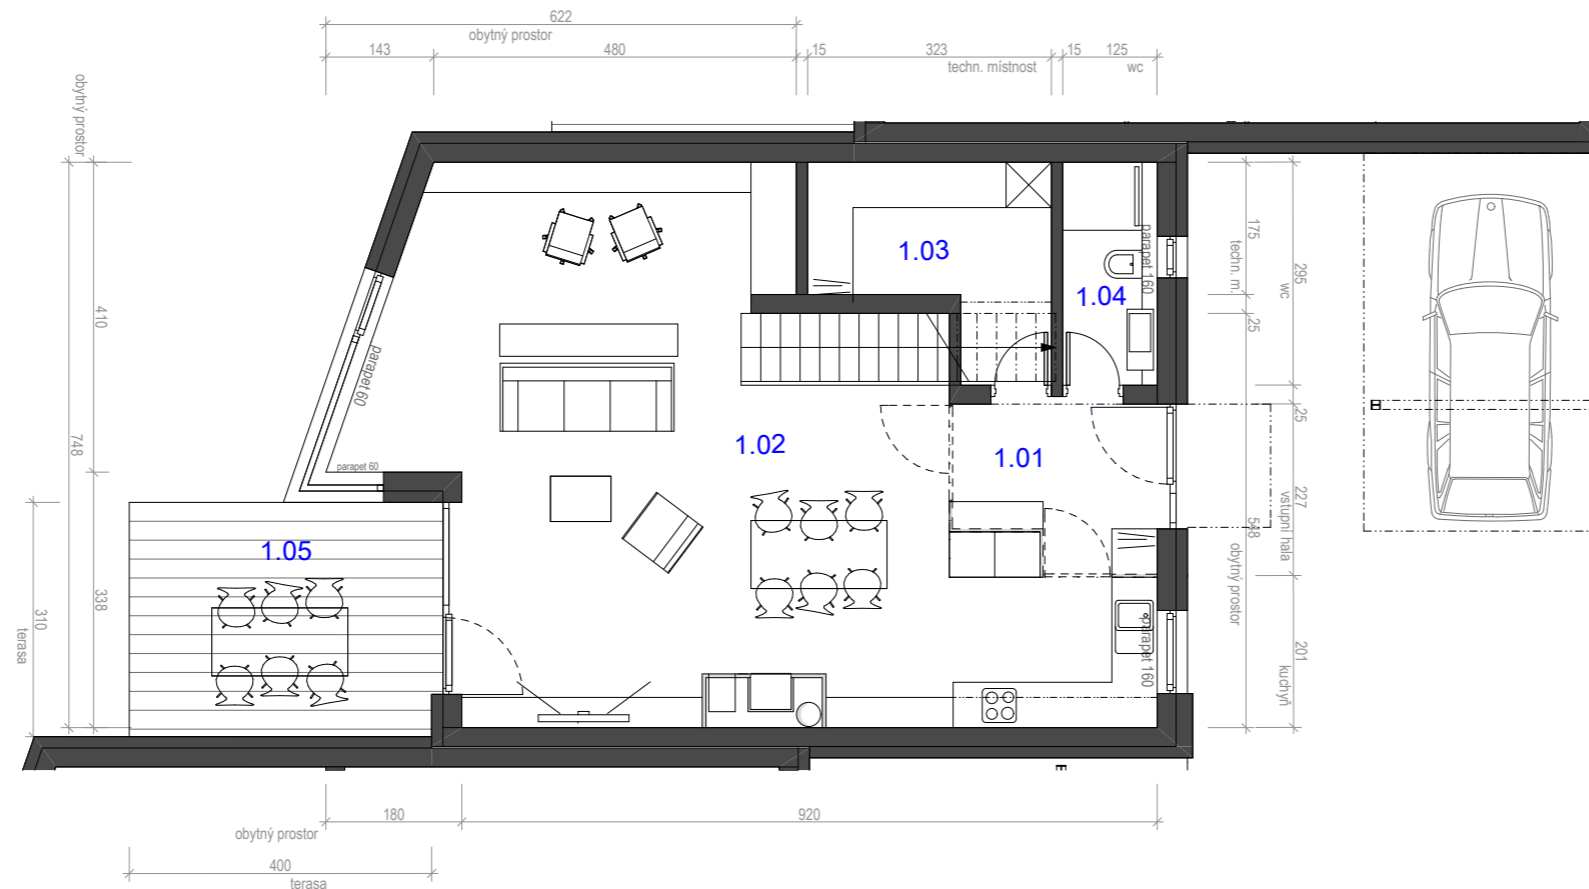 622
obytný prostor
143
480
15
323
15
125
techn. místnost
wc
obytný prostor
410
748
338
310
terasa
parapet 60
parapet 60
1.03
1.04
parapet 160
1.02
1.01
1.05
parapet 160
175
techn. m.
25
548
obytný prostor
295
wc
25
227
vstupní hala
201
kuchyň
180
920
obytný prostor
400
terasa